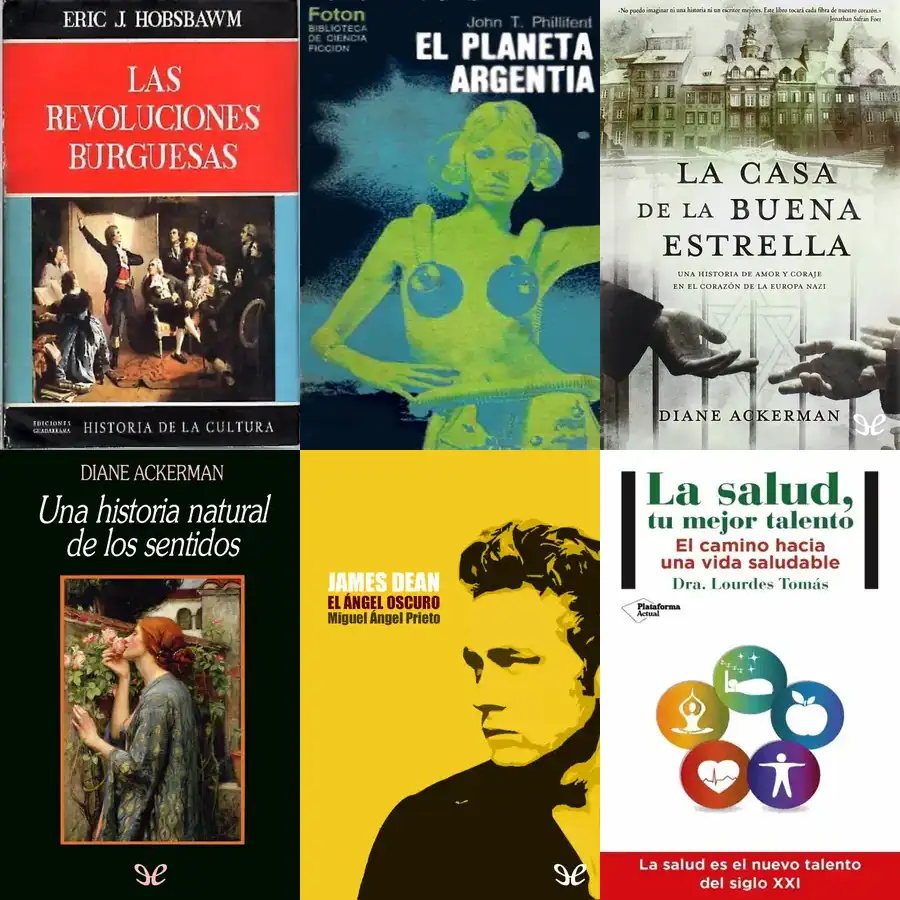 ERIC J. HOBSBAWM
LAS
REVOLUCIONES
BURGUESAS
EDICIONES
GUADARRAMA
HISTORIA DE LA CULTURA
Foton
BIBLIOTECA
DE CIENCIA
FICCION
John T. Phillifent
EL PLANETA
ARGENTIA
«No puedo imaginar ni una historia ni un escritor mejores. Este libro tocará cada fibra de nuestro corazón.»
Jonathan Safran Foer
LA CASA
DE LA BUENA
ESTRELLA
UNA HISTORIA DE AMOR Y CORAJE
EN EL CORAZÓN DE LA EUROPA NAZI
DIANE ACKERMAN
DIANE ACKERMAN
Una historia natural
de los sentidos
JAMES DEAN
EL ÁNGEL OSCURO
Miguel Ángel Prieto
La salud,
tu mejor talento
El camino hacia
una vida saludable
Dra. Lourdes Tomás
Plataforma
Actual
La salud es el nuevo talento
del siglo XXI